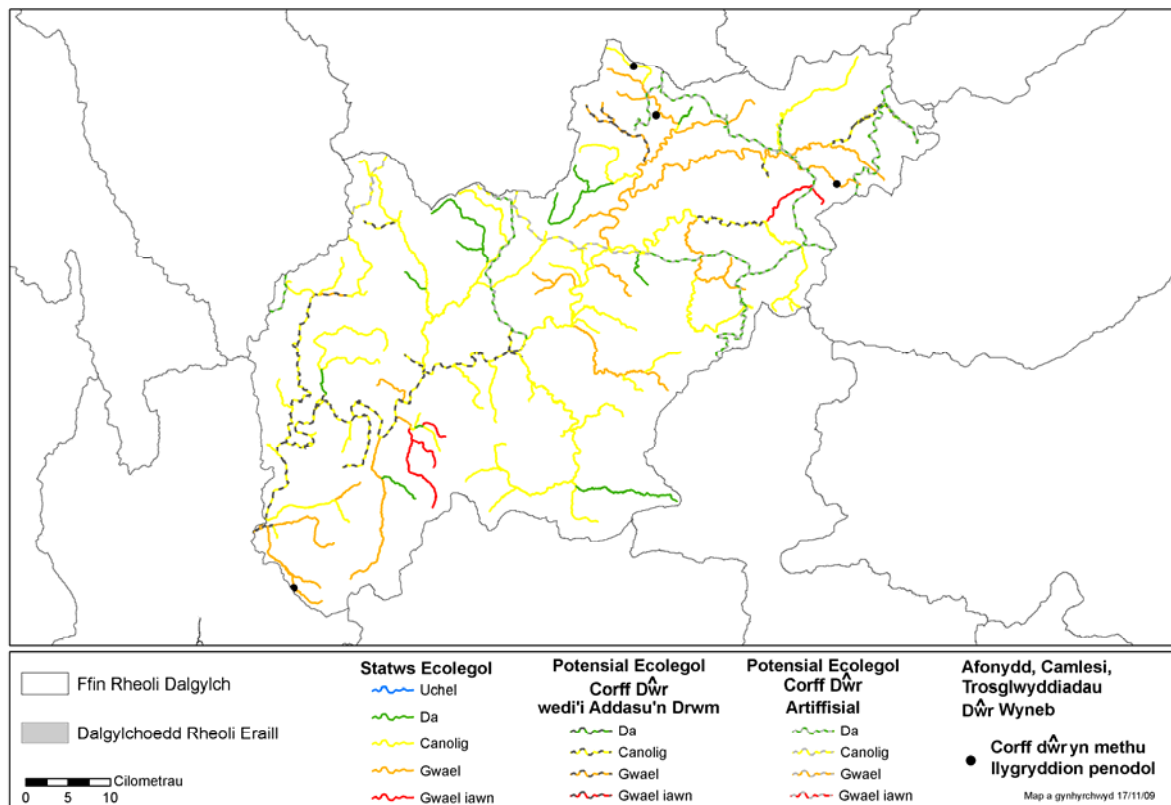 Ffin Rheoli Dalgylch
Dalgylchoedd Rheoli Eraill
Cilometrau
0 5 10
Statws Ecolegol
Uchel
Da
Canolig
Gwael
Gwael iawn
Potensial Ecolegol
Corff Dŵr
wedi'i Addasu'n Drwm
Da
Canolig
Gwael
Gwael iawn
Potensial Ecolegol
Corff Dŵr
Artiffisial
Da
Canolig
Gwael
Gwael iawn
Afonydd, Camlesi,
Trosglwyddiadau
Dŵr Wyneb
Corff dŵr yn methu
llygryddion penodol
Map a gynhyrchwyd 17/11/09